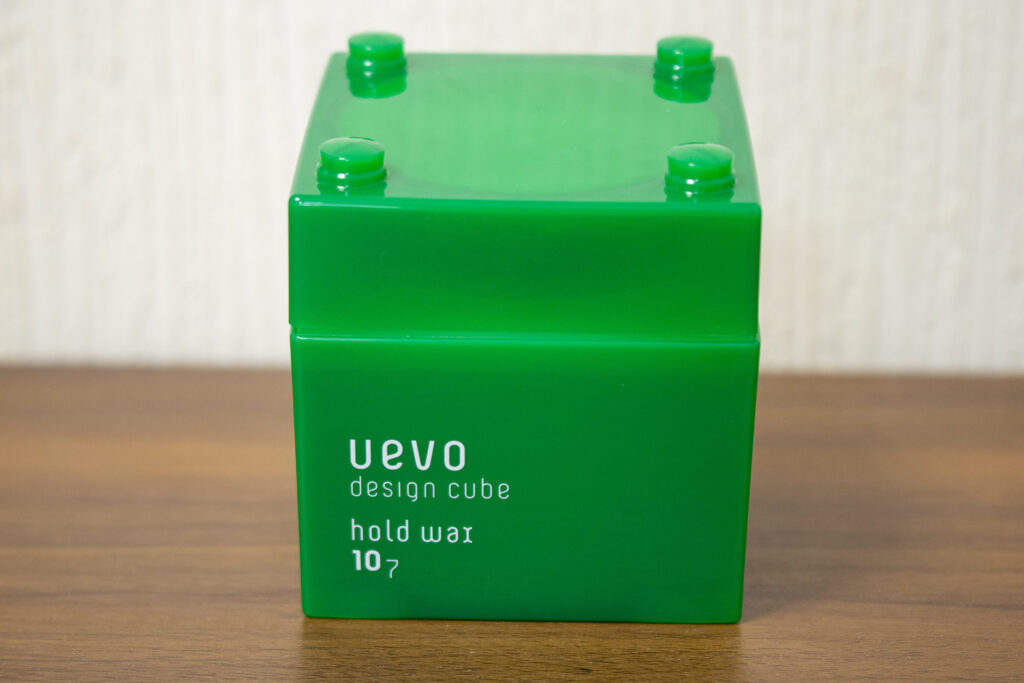 uevo
design cube
hold wax
10 7